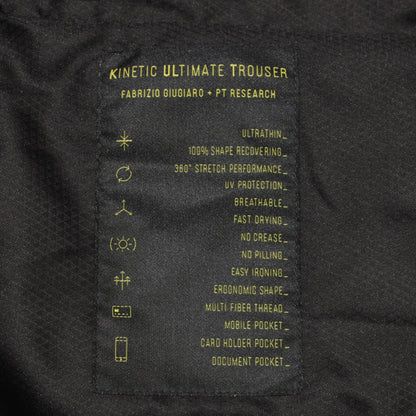 KINETIC ULTIMATE TROUSER
FABRIZIO GIUGIARO + PT RESEARCH
ULTRATHIN_
100% SHAPE RECOVERING_
360° STRETCH PERFORMANCE_
UV PROTECTION_
BREATHABLE_
FAST DRYING_
NO CREASE_
NO PILLING_
EASY IRONING_
ERGONOMIC SHAPE_
MULTI FIBER THREAD_
MOBILE POCKET_
CARD HOLDER POCKET_
DOCUMENT POCKET_